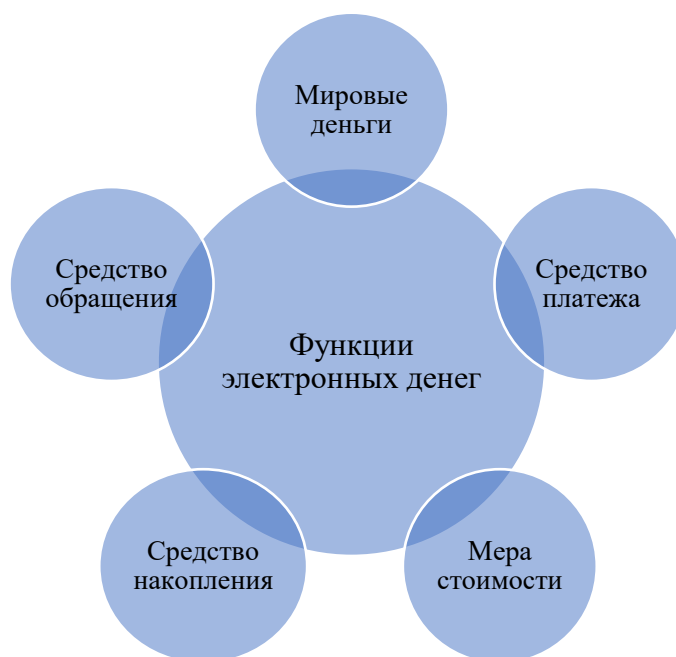 Мировые
деньги
Средство
обращения
Средство
платежа
Функции
электронных денег
Средство
накопления
Мера
стоимости